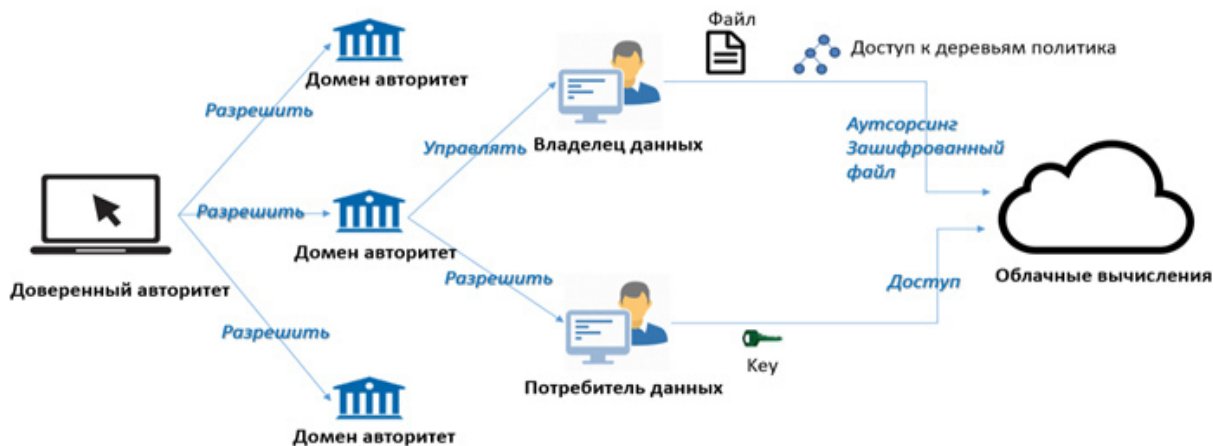 Файл
Доступ к деревьям политика
Домен авторитет
Разрешить
Управлять
Владелец данных
Аутсорсинг
Зашифрованный
файл
Разрешить
Домен авторитет
Доверенный авторитет
Разрешить
Облачные вычисления
Доступ
Разрешить
Key
Потребитель данных
Домен авторитет